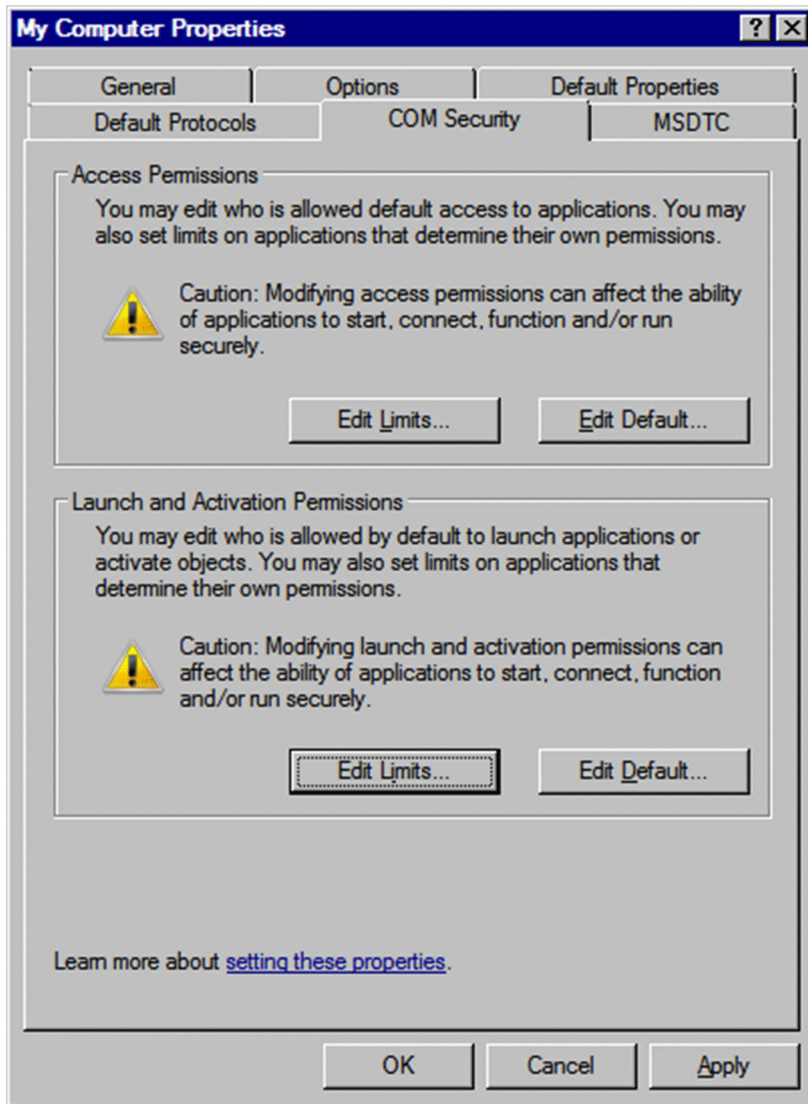 My Computer Properties
General Options Default Properties
Default Protocols COM Security MSDTC
Access Permissions
You may edit who is allowed default access to applications. You may
also set limits on applications that determine their own permissions.
Caution: Modifying access permissions can affect the ability
of applications to start, connect, function and/or run
securely.
Edit Limits... Edit Default...
Launch and Activation Permissions
You may edit who is allowed by default to launch applications or
activate objects. You may also set limits on applications that
determine their own permissions.
Caution: Modifying launch and activation permissions can
affect the ability of applications to start, connect, function
and/or run securely.
Edit Limits... Edit Default...
Learn more about setting these properties.
OK Cancel Apply